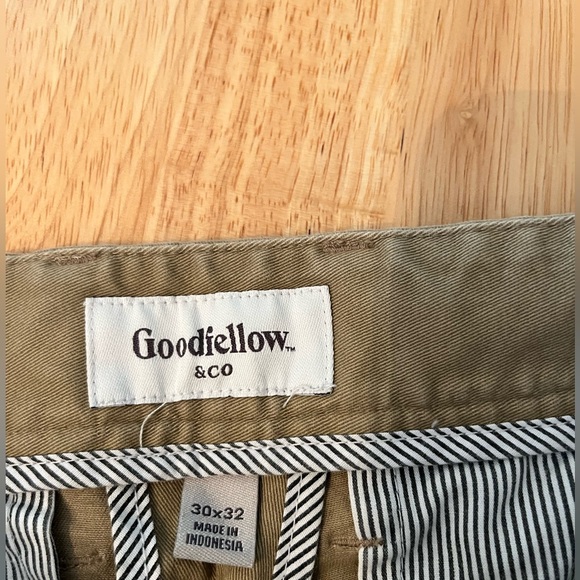 Goodfellow™
&CO
30x32
MADE IN
INDONESIA